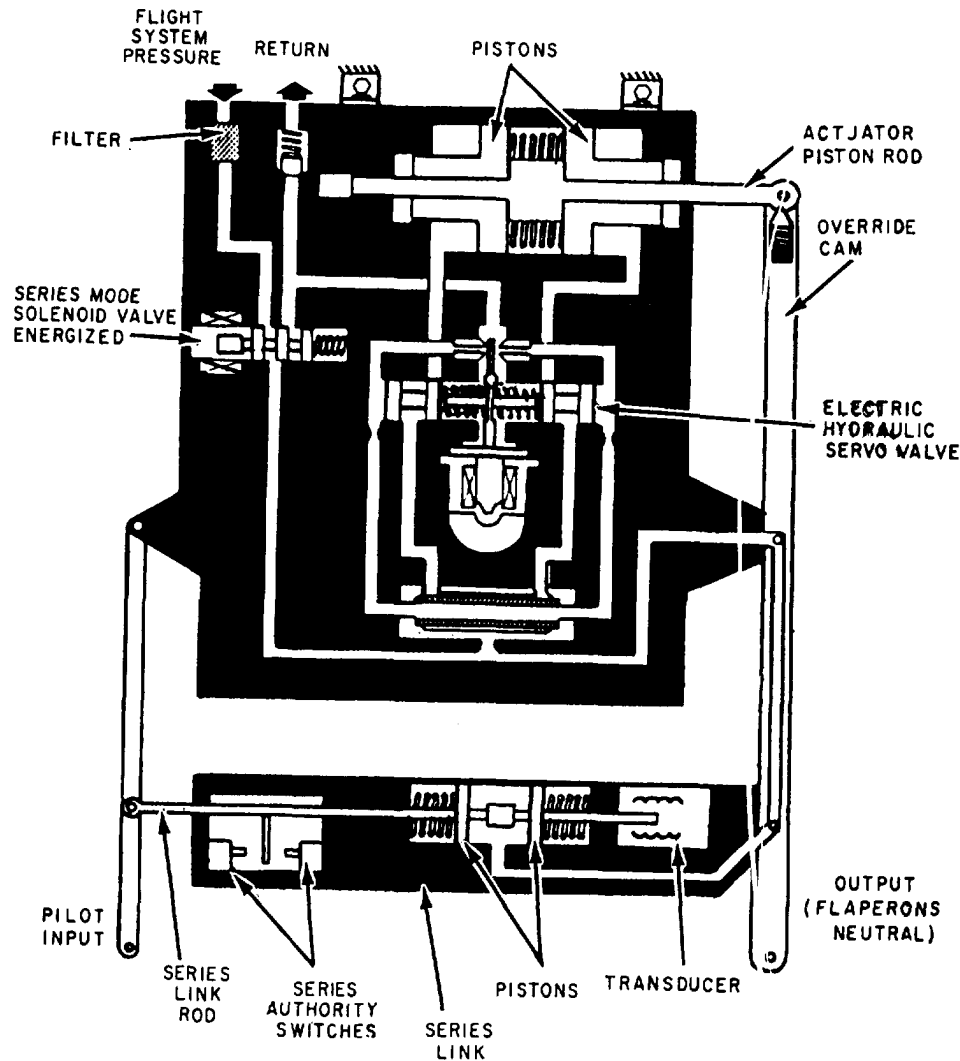 FLIGHT
SYSTEM
PRESSURE
RETURN
PISTONS
FILTER
ACTJATOR
PISTON ROD
OVERRIDE
CAM
SERIES MODE
SOLENOID VALVE
ENERGIZED
ELECTRIC
HYDRAULIC
SERVO WALVE
PILOT
INPUT
OUTPUT
(FLAPERONS
NEUTRAL)
SERIES
LINK
ROD
SERIES
AUTHORITY
SWITCHES
SERIES
LINK
PISTONS
TRANSDUCER